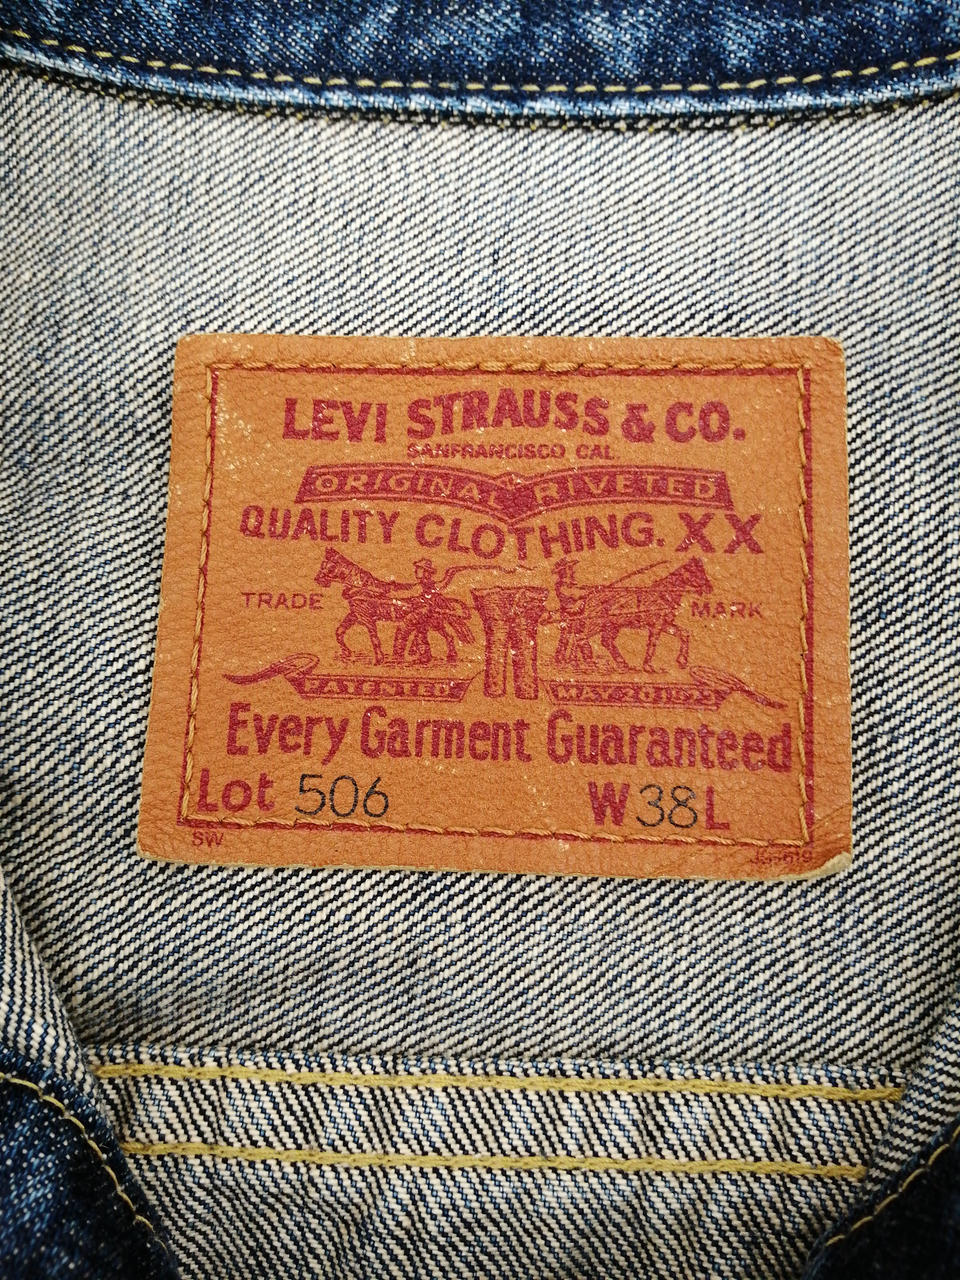 LEVI STRAUSS & CO.
SANFRANCISCO CAL.
ORIGINAL RIVETED
QUALITY CLOTHING. XX
TRADE MARK
PATENTED MAY 20 1873
Every Garment Guaranteed
Lot 506 W38L
SW